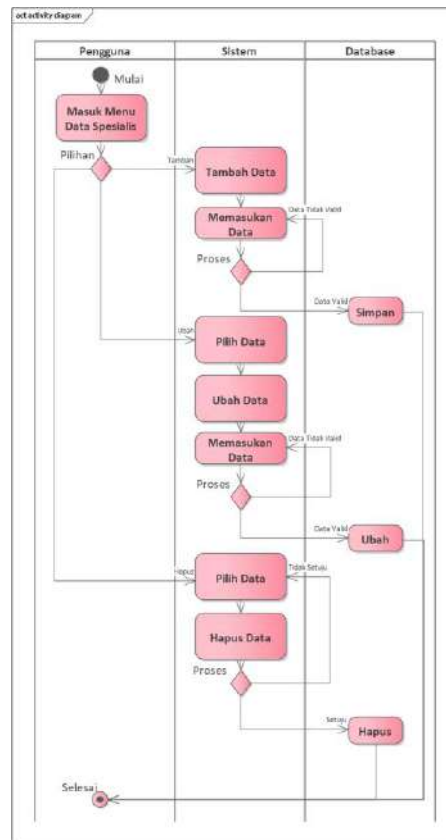 act activity diagram
Pengguna
Sistem
Database
Mulai
Masuk Menu
Data Spesialis
Pilihan
Tambah
Tambah Data
Memasukan
Data
Data Tidak Valid
Proses
Data Valid
Simpan
Ubah
Pilih Data
Ubah Data
Memasukan
Data
Data Tidak Valid
Proses
Data Valid
Ubah
Hapus
Pilih Data
Tidak Setuju
Hapus Data
Proses
Setuju
Hapus
Selesai